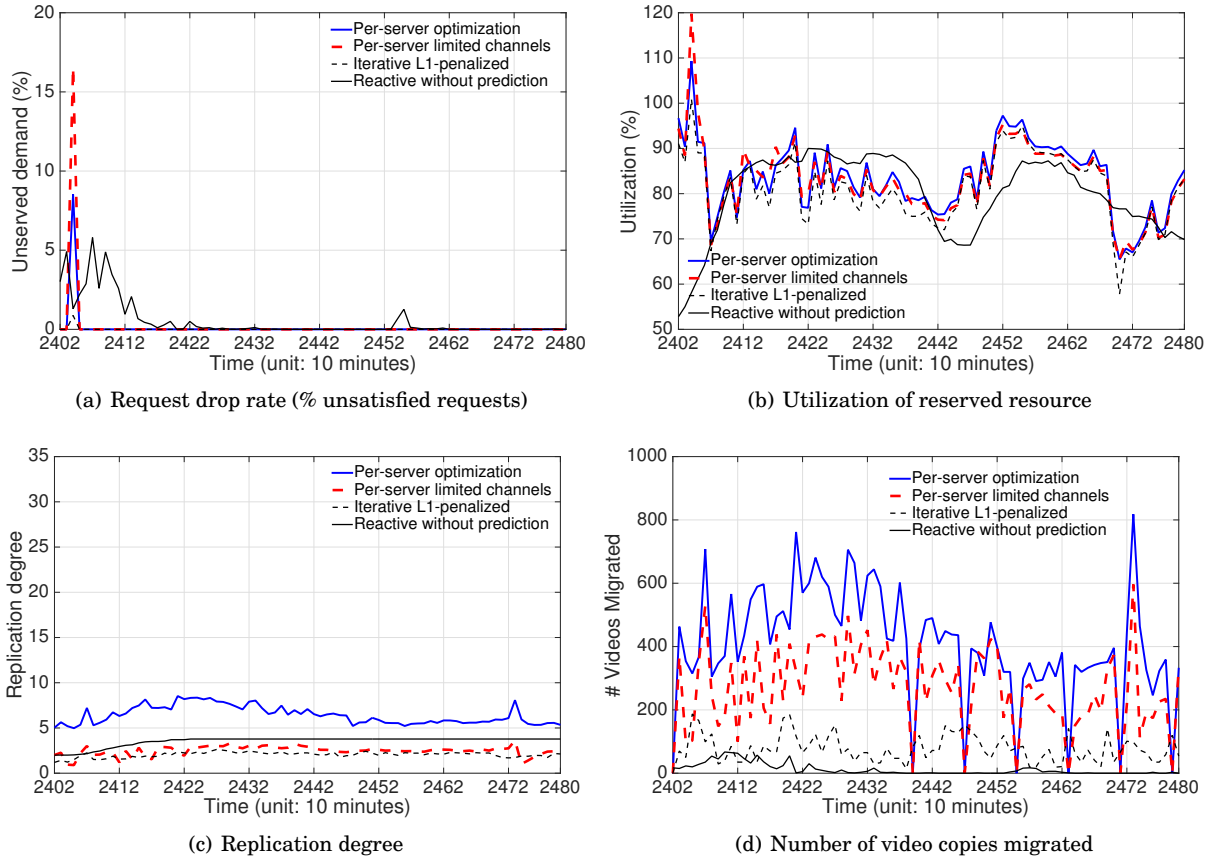 20
15
10
5
0
Unserved demand (%)
Per-server optimization
Per-server limited channels
Iterative L1-penalized
Reactive without prediction
2402 2412 2422 2432 2442 2452 2462 2472 2480
Time (unit: 10 minutes)
(a) Request drop rate (% unsatisfied requests)
120
110
100
90
80
70
60
50
Utilization (%)
Per-server optimization
Per-server limited channels
Iterative L1-penalized
Reactive without prediction
2402 2412 2422 2432 2442 2452 2462 2472 2480
Time (unit: 10 minutes)
(b) Utilization of reserved resource
35
30
25
20
15
10
5
0
Replication degree
Per-server optimization
Per-server limited channels
Iterative L1-penalized
Reactive without prediction
2402 2412 2422 2432 2442 2452 2462 2472 2480
Time (unit: 10 minutes)
(c) Replication degree
1000
800
600
400
200
0
# Videos Migrated
Per-server optimization
Per-server limited channels
Iterative L1-penalized
Reactive without prediction
2402 2412 2422 2432 2442 2452 2462 2472 2480
Time (unit: 10 minutes)
(d) Number of video copies migrated